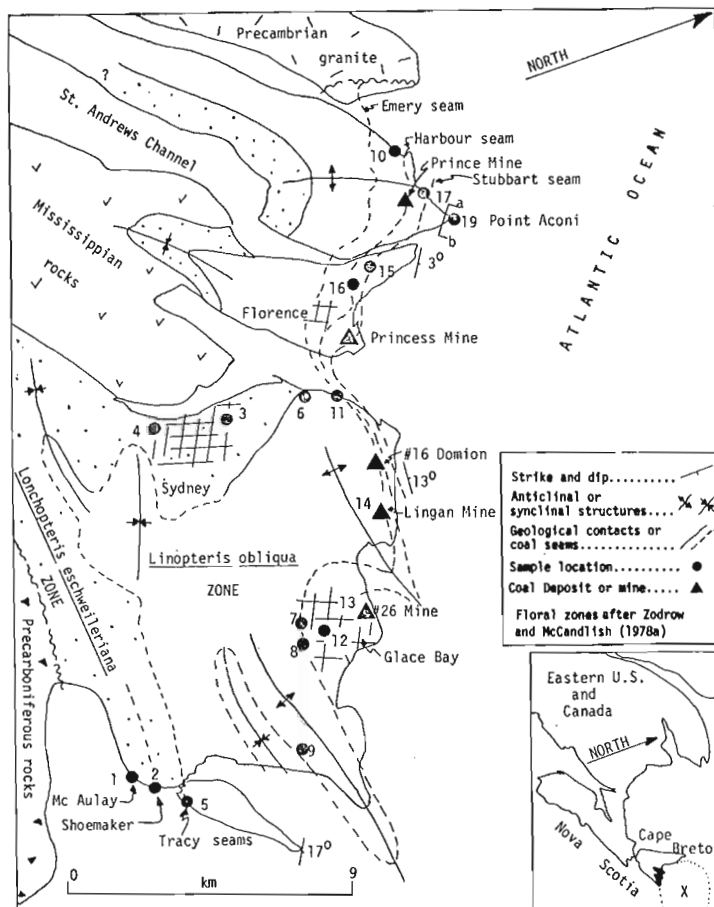 Precambrian
granite
NORTH
?
Emery seam
St. Andrews Channel
Harbour seam
10
Prince Mine
Stubbart seam
17
a
19 Point Aconi
b
Mississippian
rocks
3º
15
16
Florence
Princess Mine
ATLANTIC OCEAN
6
11
3
4
#16 Domion
13º
Sydney
14
Lingan Mine
Lonchopteris eschweileriana
ZONE
Linopteris obliqua
ZONE
13
#26 Mine
7
12
8
Glace Bay
Precarboniferous rocks
9
1
2
Mc Aulay
5
Shoemaker
Tracy seams
17º
0
9
km
Strike and dip..........
Anticlinal or
synclinal structures....
Geological contacts or
coal seams..............
Sample location.........
Coal Deposit or mine.....
Floral zones after Zodrow
and McCandlish (1978a)
Eastern U.S.
and
Canada
NORTH
Nova Scotia
Cape
Breto
X